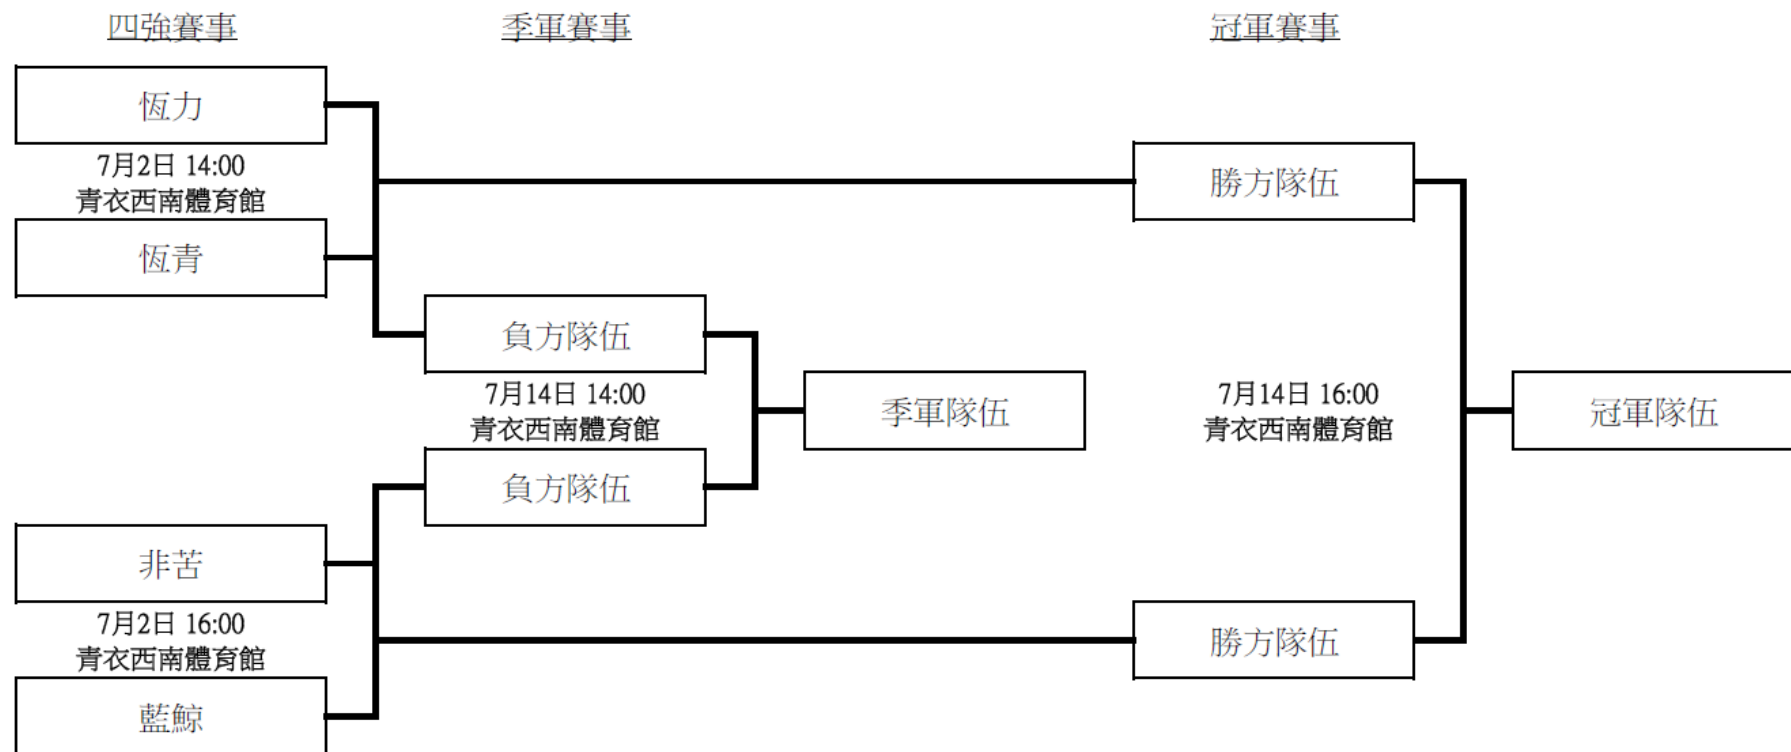 四強賽事
季軍賽事
冠軍賽事
恆力
7月2日 14:00
青衣西南體育館
勝方隊伍
恆青
負方隊伍
7月14日 14:00
青衣西南體育館
季軍隊伍
7月14日 16:00
青衣西南體育館
冠軍隊伍
負方隊伍
非苦
7月2日 16:00
青衣西南體育館
勝方隊伍
藍鯨